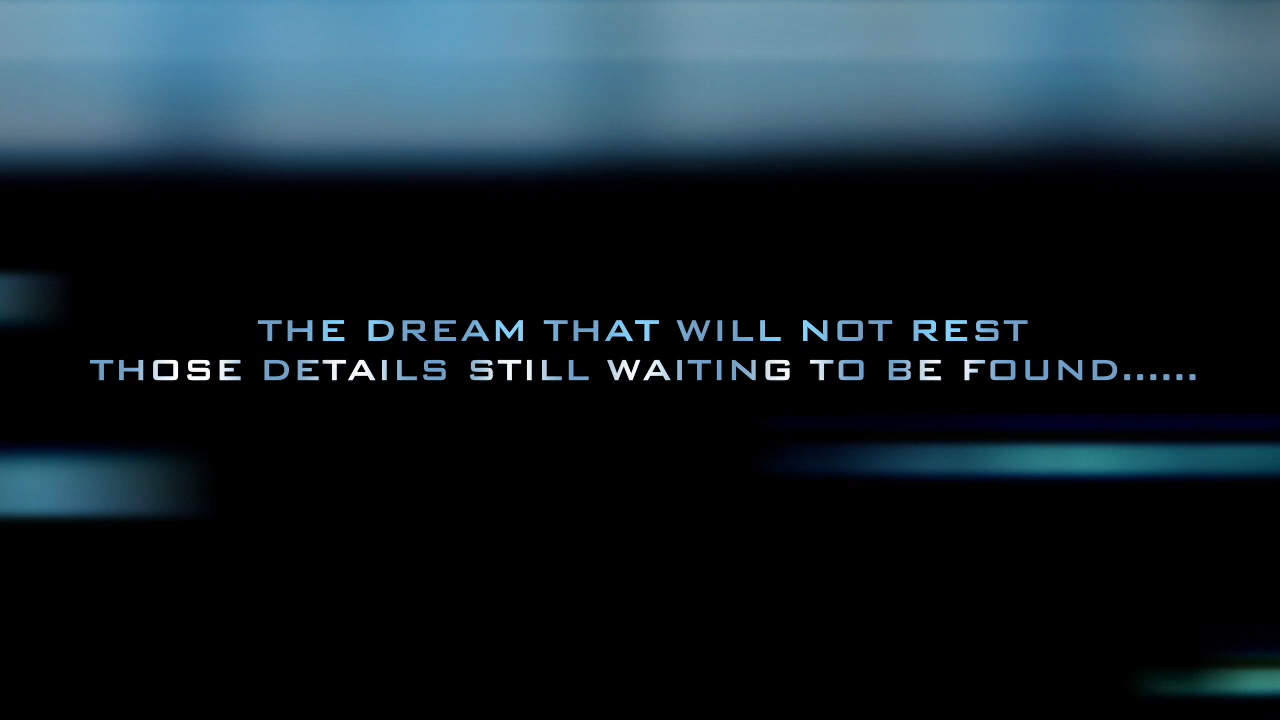 THE DREAM THAT WILL NOT REST
THOSE DETAILS STILL WAITING TO BE FOUND......